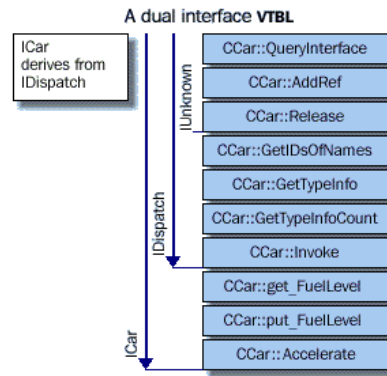 A dual interface VTBL
ICar
derives from
IDispatch
IUnknown
IDispatch
ICar
CCar::QueryInterface
CCar::AddRef
CCar::Release
CCar::GetIDsOfNames
CCar::GetTypeInfo
CCar::GetTypeInfoCount
CCar::Invoke
CCar::get_FuelLevel
CCar::put_FuelLevel
CCar::Accelerate